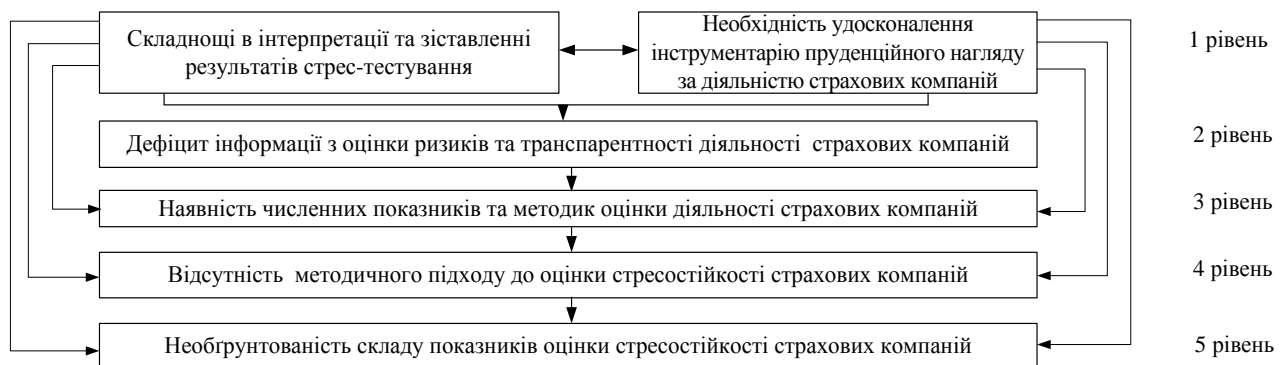 Складнощі в інтерпретації та зіставленні
результатів стрес-тестування
Необхідність удосконалення
інструментарію пруденційного нагляду
за діяльністю страхових компаній
1 рівень
Дефіцит інформації з оцінки ризиків та транспарентності діяльності страхових компаній
2 рівень
Наявність численних показників та методик оцінки діяльності страхових компаній
3 рівень
Відсутність методичного підходу до оцінки стресостійкості страхових компаній
4 рівень
Необґрунтованість складу показників оцінки стресостійкості страхових компаній
5 рівень